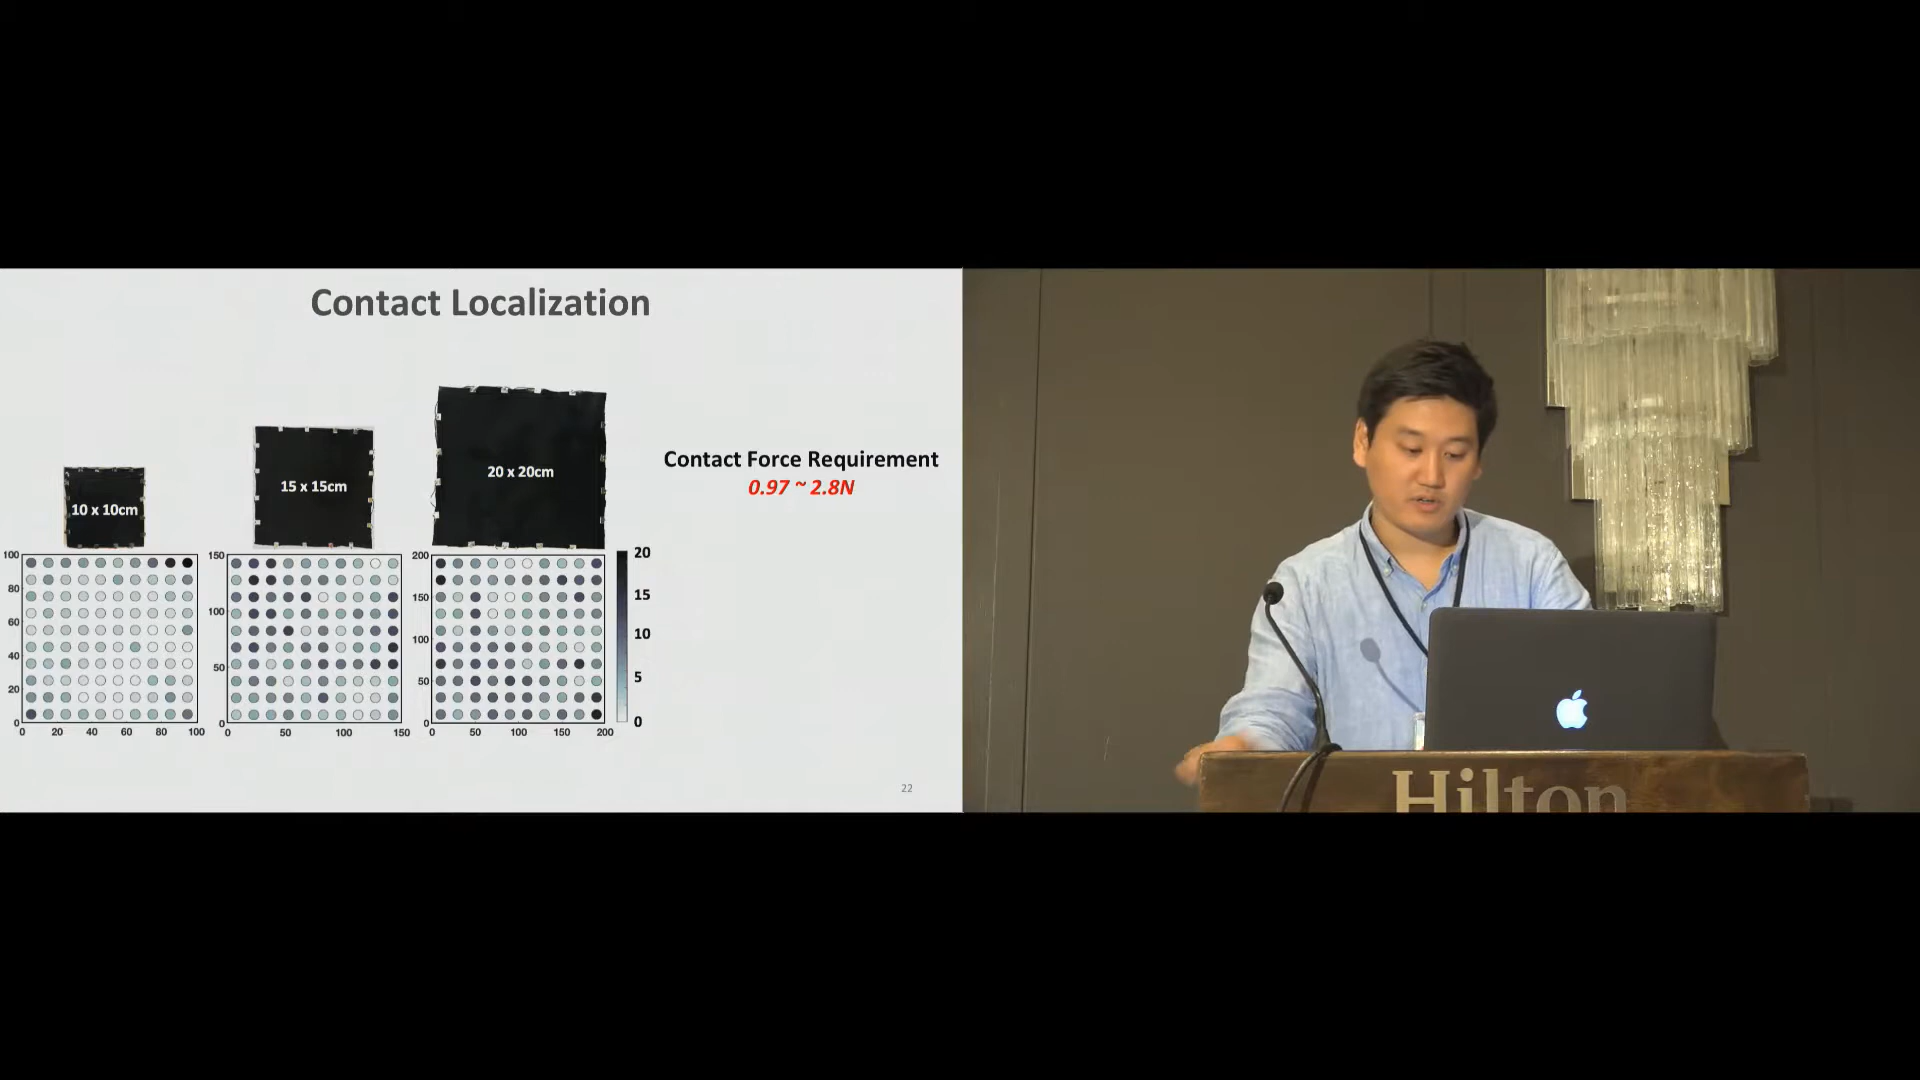 Contact Localization
10 x 10cm
15 x 15cm
20 x 20cm
Contact Force Requirement
0.97 ~ 2.8N
100
80
60
40
20
0
0 20 40 60 80 100
150
100
50
0
0 50 100 150
200
150
100
50
0
0 50 100 150 200
20
15
10
5
0
22
Hilton